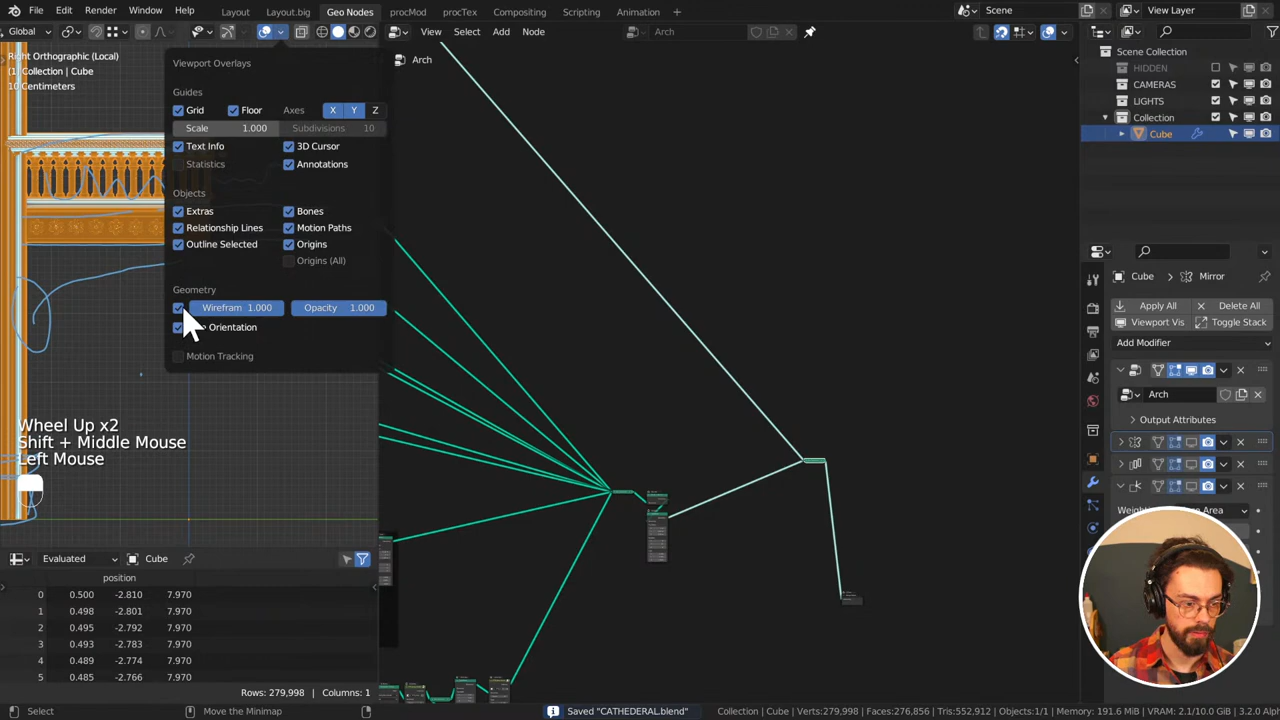 File Edit Render Window Help Layout Layout.big Geo Nodes procMod procTex Compositing Scripting Animation + Scene View Layer
Global View Select Add Node Arch
Right Orthographic (Local)
(1) Collection | Cube
10 Centimeters
Viewport Overlays
Guides
Grid Floor Axes X Y Z
Scale 1.000 Subdivisions 10
Text Info 3D Cursor
Statistics Annotations
Objects
Extras Bones
Relationship Lines Motion Paths
Outline Selected Origins
Origins (All)
Geometry
Wirefram 1.000 Opacity 1.000
Orientation
Motion Tracking
Wheel Up x2
Shift + Middle Mouse
Left Mouse
Arch
Scene Collection
HIDDEN
CAMERAS
LIGHTS
Collection
Cube
Cube > Mirror
Apply All Delete All
Viewport Vis Toggle Stack
Add Modifier
Arch
Output Attributes
Evaluated Cube
position
0 0.500 -2.810 7.970
1 0.498 -2.801 7.970
2 0.495 -2.792 7.970
3 0.493 -2.783 7.970
4 0.489 -2.774 7.970
5 0.485 -2.766 7.970
Rows: 279,998 | Columns: 1
Select Move the Minimap Saved "CATHEDERAL.blend" Collection | Cube | Verts:279,998 | Faces:276,856 | Tris:552,912 | Objects:1/1 | Memory: 191.6 MiB | VRAM: 2.1/10.0 GiB | 3.2.0 Alp